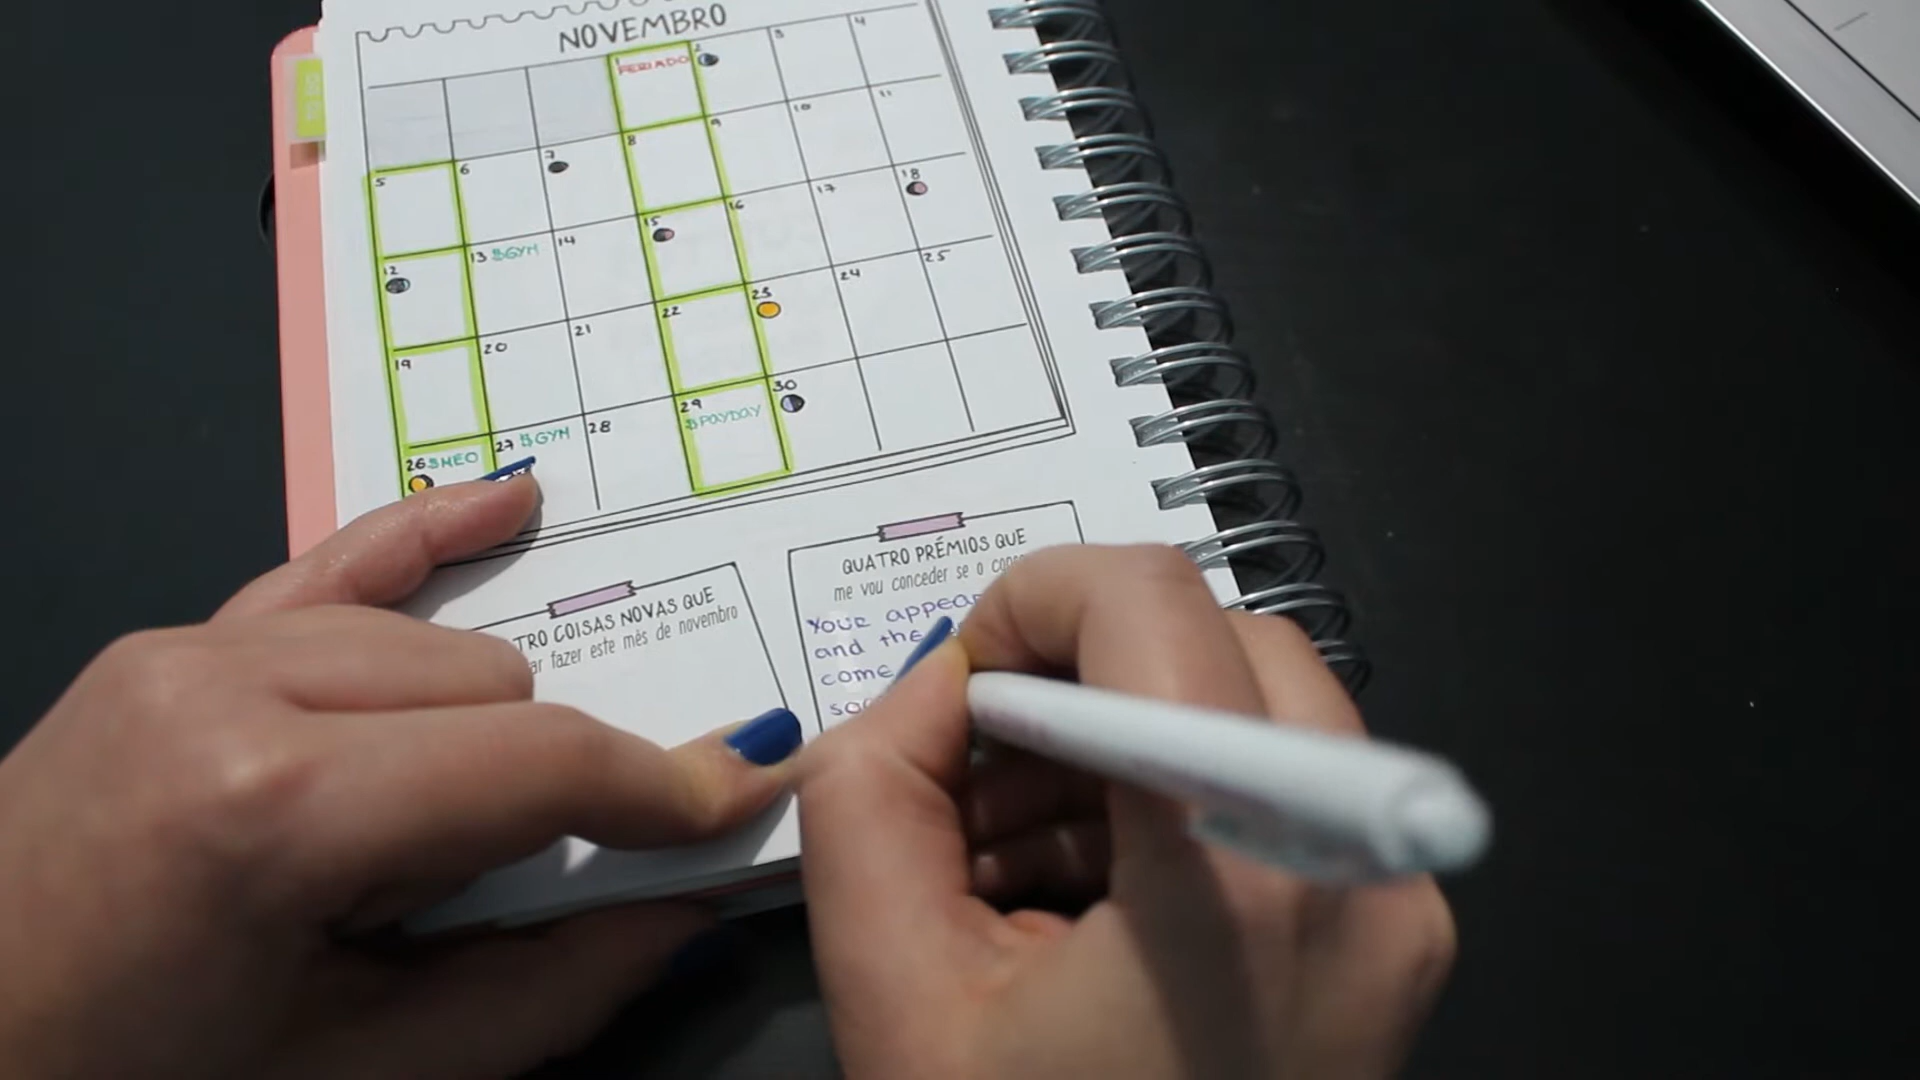 NOVEMBRO
1 2 3 4
FERIADO
5 6 7 8 9 10 11
12 13 $GYM 14 15 16 17 18
19 20 21 22 23 24 25
26 $NEO 27 $GYM 28 29 30
$PAYDAY
TRO COISAS NOVAS QUE
ar fazer este mês de novembro
QUATRO PRÉMIOS QUE
me vou conceder se o
Your
and the
come